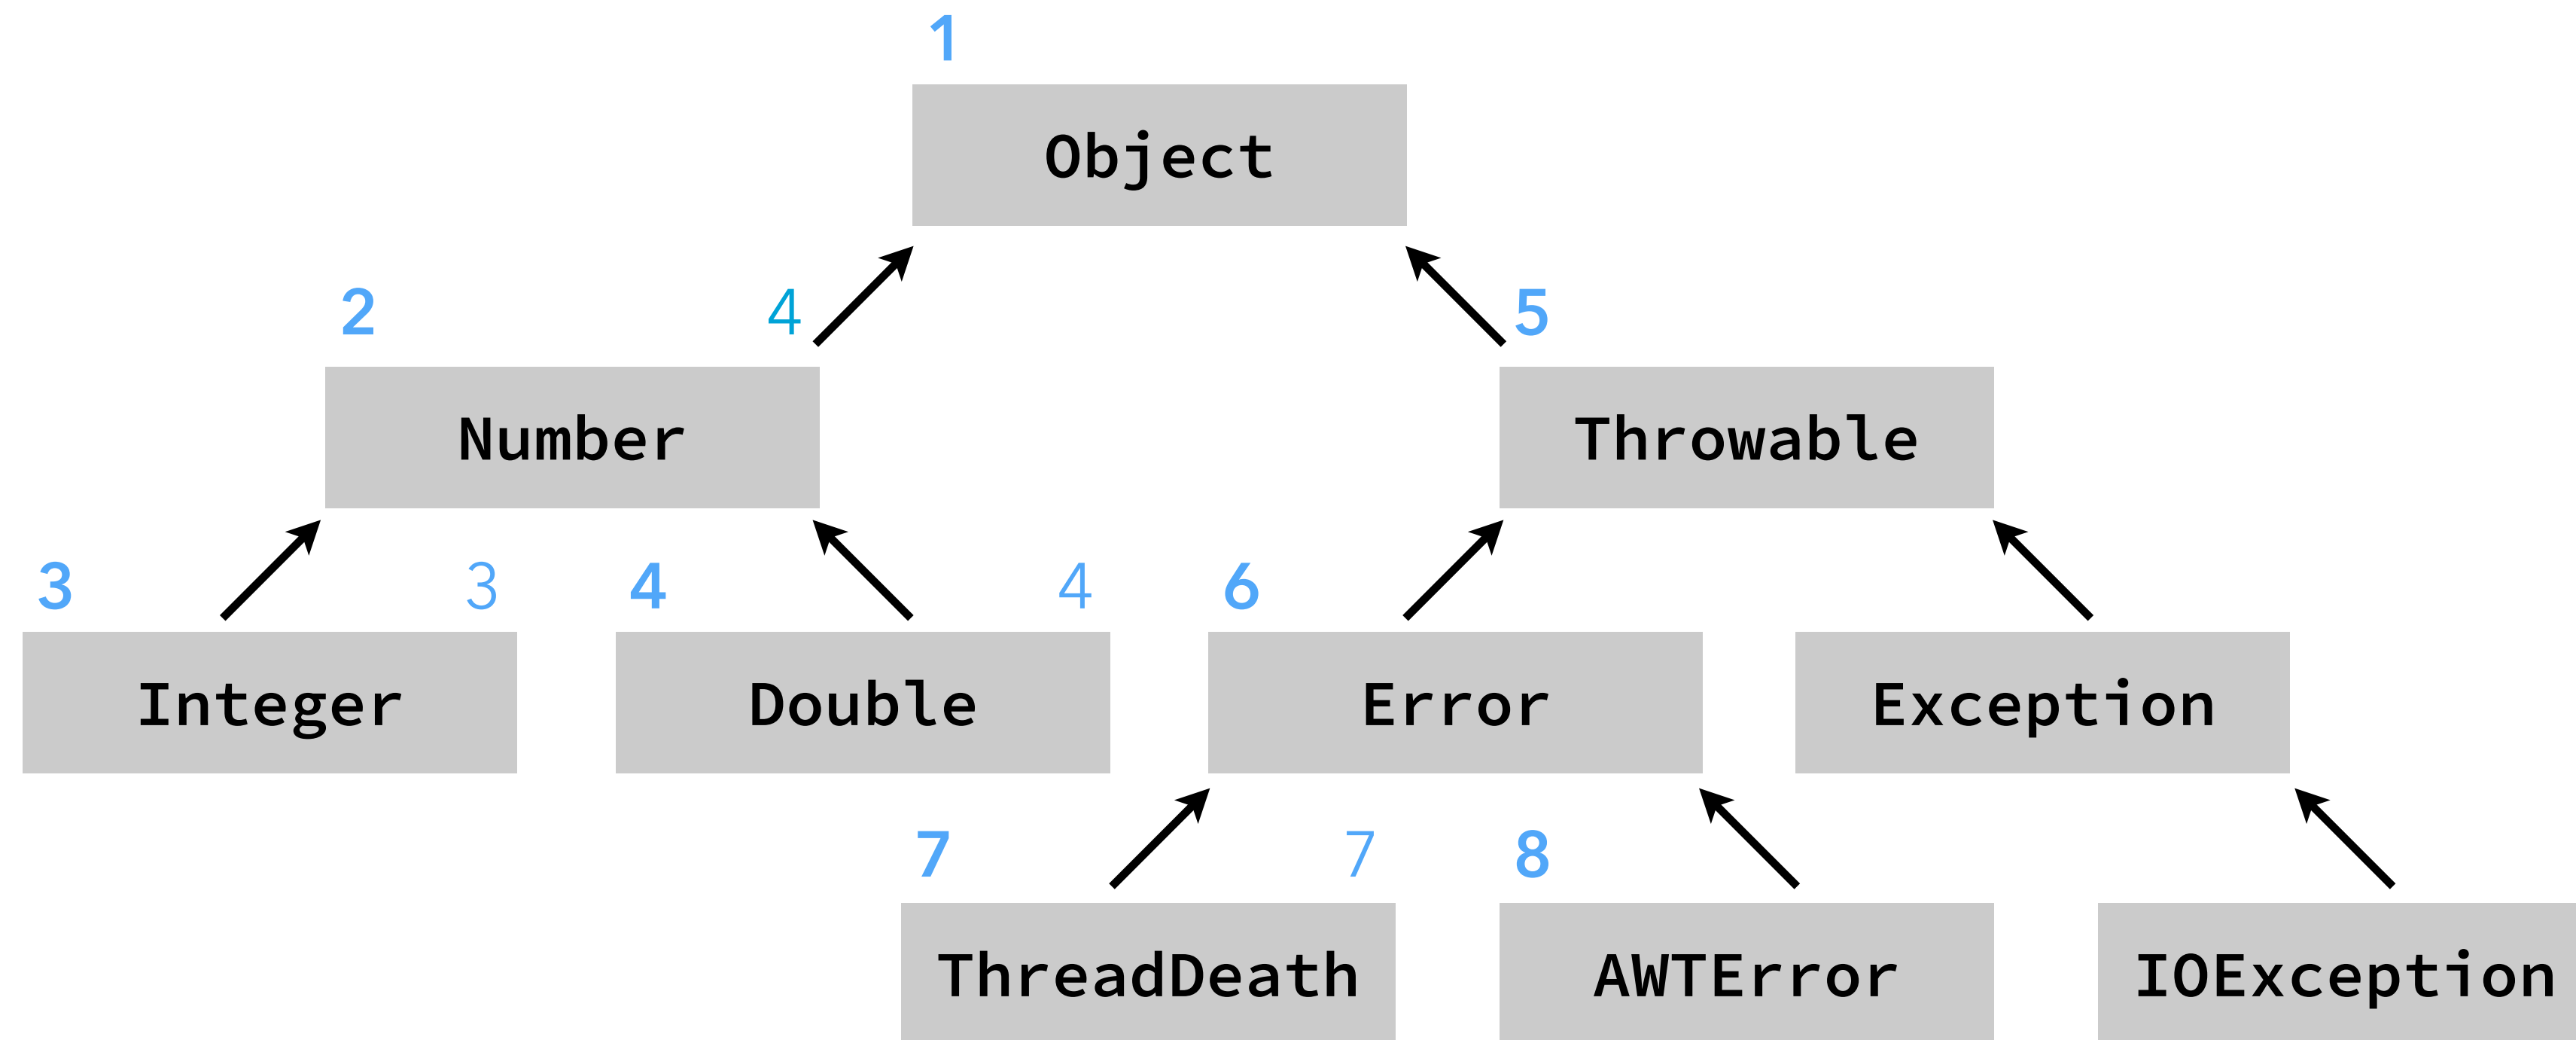 1
Object
2 4 5
Number Throwable
3 3 4 4 6
Integer Double Error Exception
7 7 8
ThreadDeath AWTError IOException